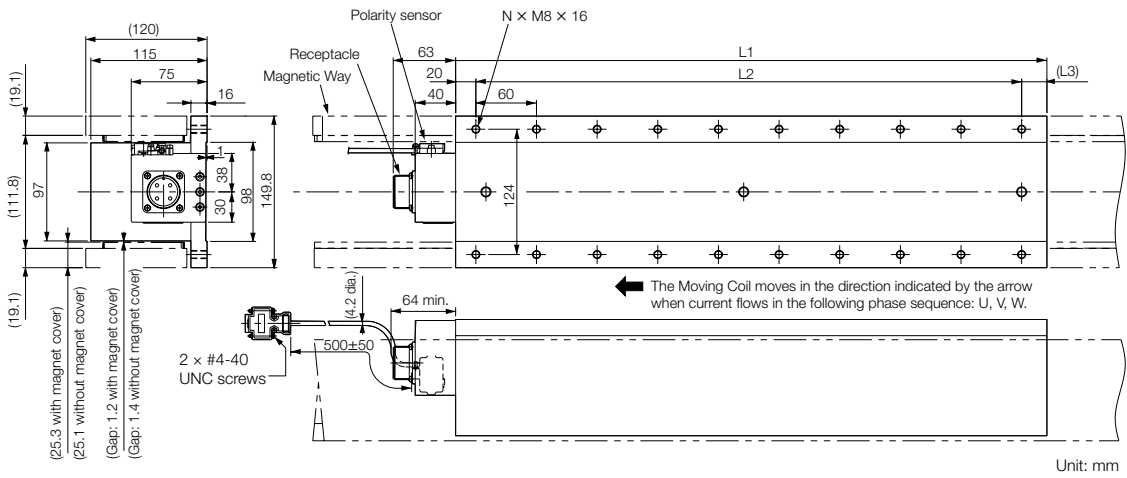 Polarity sensor
N × M8 × 16
(120)
115
75
16
Receptacle
Magnetic Way
63
L1
20
L2
(L3)
40
60
(19.1)
(111.8)
97
1
38
30
98
149.8
124
(19.1)
The Moving Coil moves in the direction indicated by the arrow
when current flows in the following phase sequence: U, V, W.
(25.3 with magnet cover)
(25.1 without magnet cover)
(Gap: 1.2 with magnet cover)
(Gap: 1.4 without magnet cover)
64 min.
(4.2 dia.)
500±50
2 × #4-40
UNC screws
Unit: mm